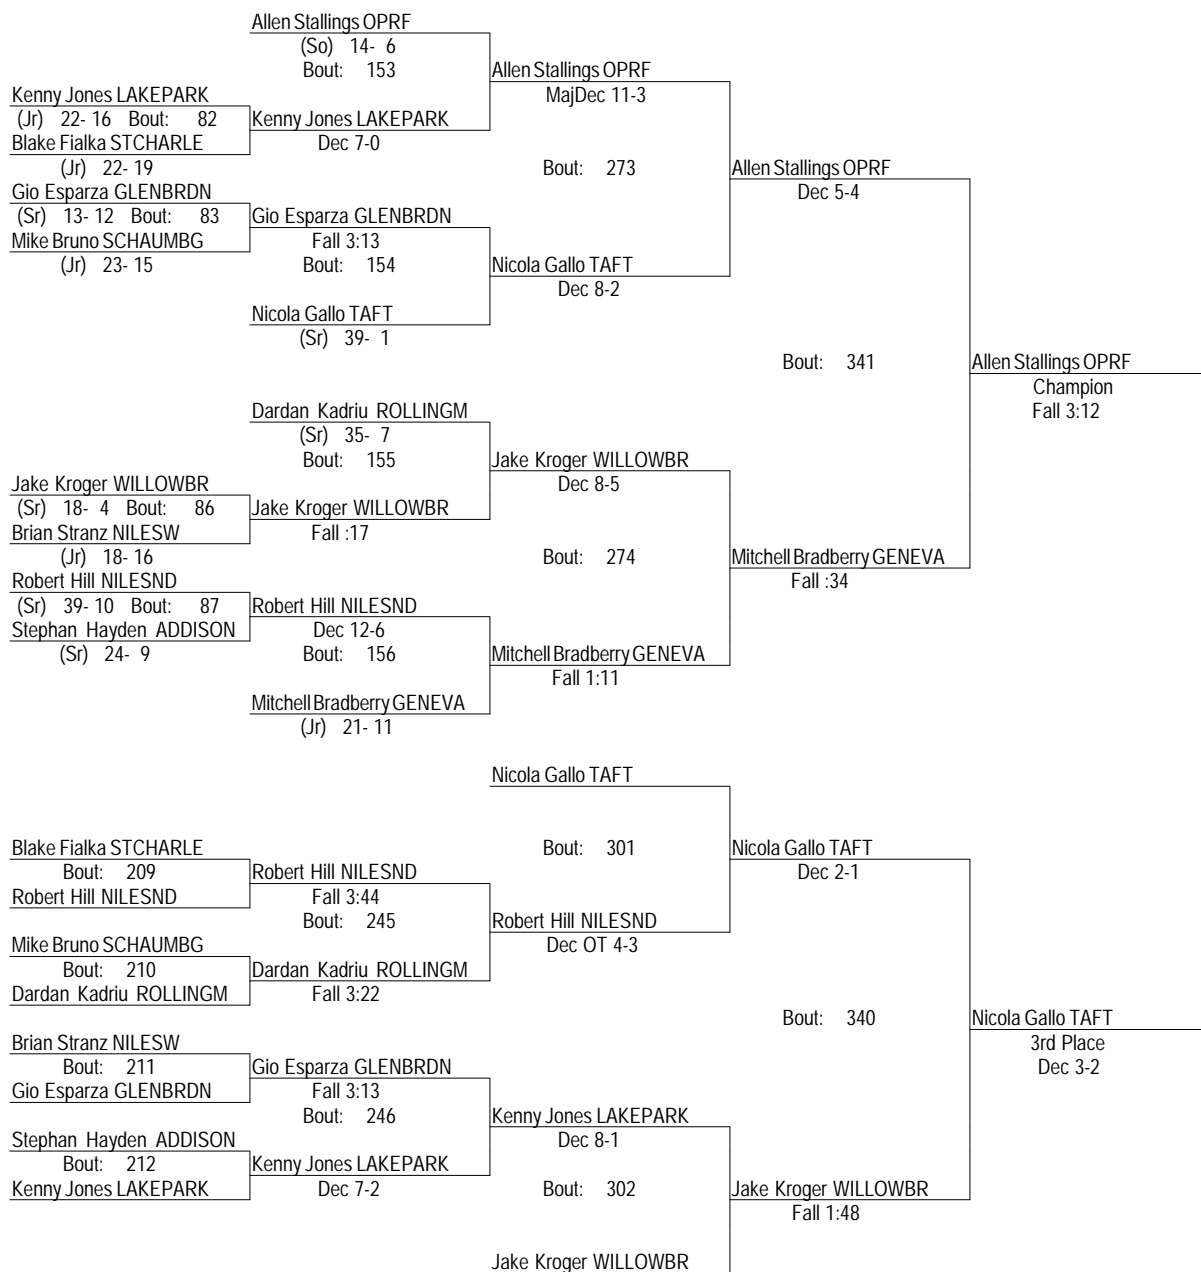 Allen Stallings OPRF
(So) 14- 6
Bout: 153
Allen Stallings OPRF
Kenny Jones LAKEPARK
MajDec 11-3
(Jr) 22- 16 Bout: 82
Kenny Jones LAKEPARK
Blake Fialka STCHARLE
Dec 7-0
(Jr) 22- 19
Bout: 273
Allen Stallings OPRF
Gio Esparza GLENBRDN
Dec 5-4
(Sr) 13- 12 Bout: 83
Gio Esparza GLENBRDN
Mike Bruno SCHAUMBG
Fall 3:13
(Jr) 23- 15
Bout: 154
Nicola Gallo TAFT
Dec 8-2
Nicola Gallo TAFT
(Sr) 39- 1
Bout: 341
Allen Stallings OPRF
Champion
Fall 3:12
Dardan Kadriu ROLLINGM
(Sr) 35- 7
Bout: 155
Jake Kroger WILLOWBR
Jake Kroger WILLOWBR
Dec 8-5
(Sr) 18- 4 Bout: 86
Jake Kroger WILLOWBR
Brian Stranz NILESW
Fall :17
(Jr) 18- 16
Bout: 274
Mitchell Bradberry GENEVA
Robert Hill NILESND
Fall :34
(Sr) 39- 10 Bout: 87
Robert Hill NILESND
Stephan Hayden ADDISON
Dec 12-6
(Sr) 24- 9
Bout: 156
Mitchell Bradberry GENEVA
Fall 1:11
Mitchell Bradberry GENEVA
(Jr) 21- 11
Nicola Gallo TAFT
Blake Fialka STCHARLE
Bout: 301
Nicola Gallo TAFT
Bout: 209
Robert Hill NILESND
Dec 2-1
Robert Hill NILESND
Fall 3:44
Bout: 245
Robert Hill NILESND
Mike Bruno SCHAUMBG
Dec OT 4-3
Bout: 210
Dardan Kadriu ROLLINGM
Dardan Kadriu ROLLINGM
Fall 3:22
Bout: 340
Nicola Gallo TAFT
Brian Stranz NILESW
3rd Place
Bout: 211
Gio Esparza GLENBRDN
Dec 3-2
Gio Esparza GLENBRDN
Fall 3:13
Bout: 246
Kenny Jones LAKEPARK
Stephan Hayden ADDISON
Dec 8-1
Bout: 212
Kenny Jones LAKEPARK
Kenny Jones LAKEPARK
Dec 7-2
Bout: 302
Jake Kroger WILLOWBR
Fall 1:48
Jake Kroger WILLOWBR